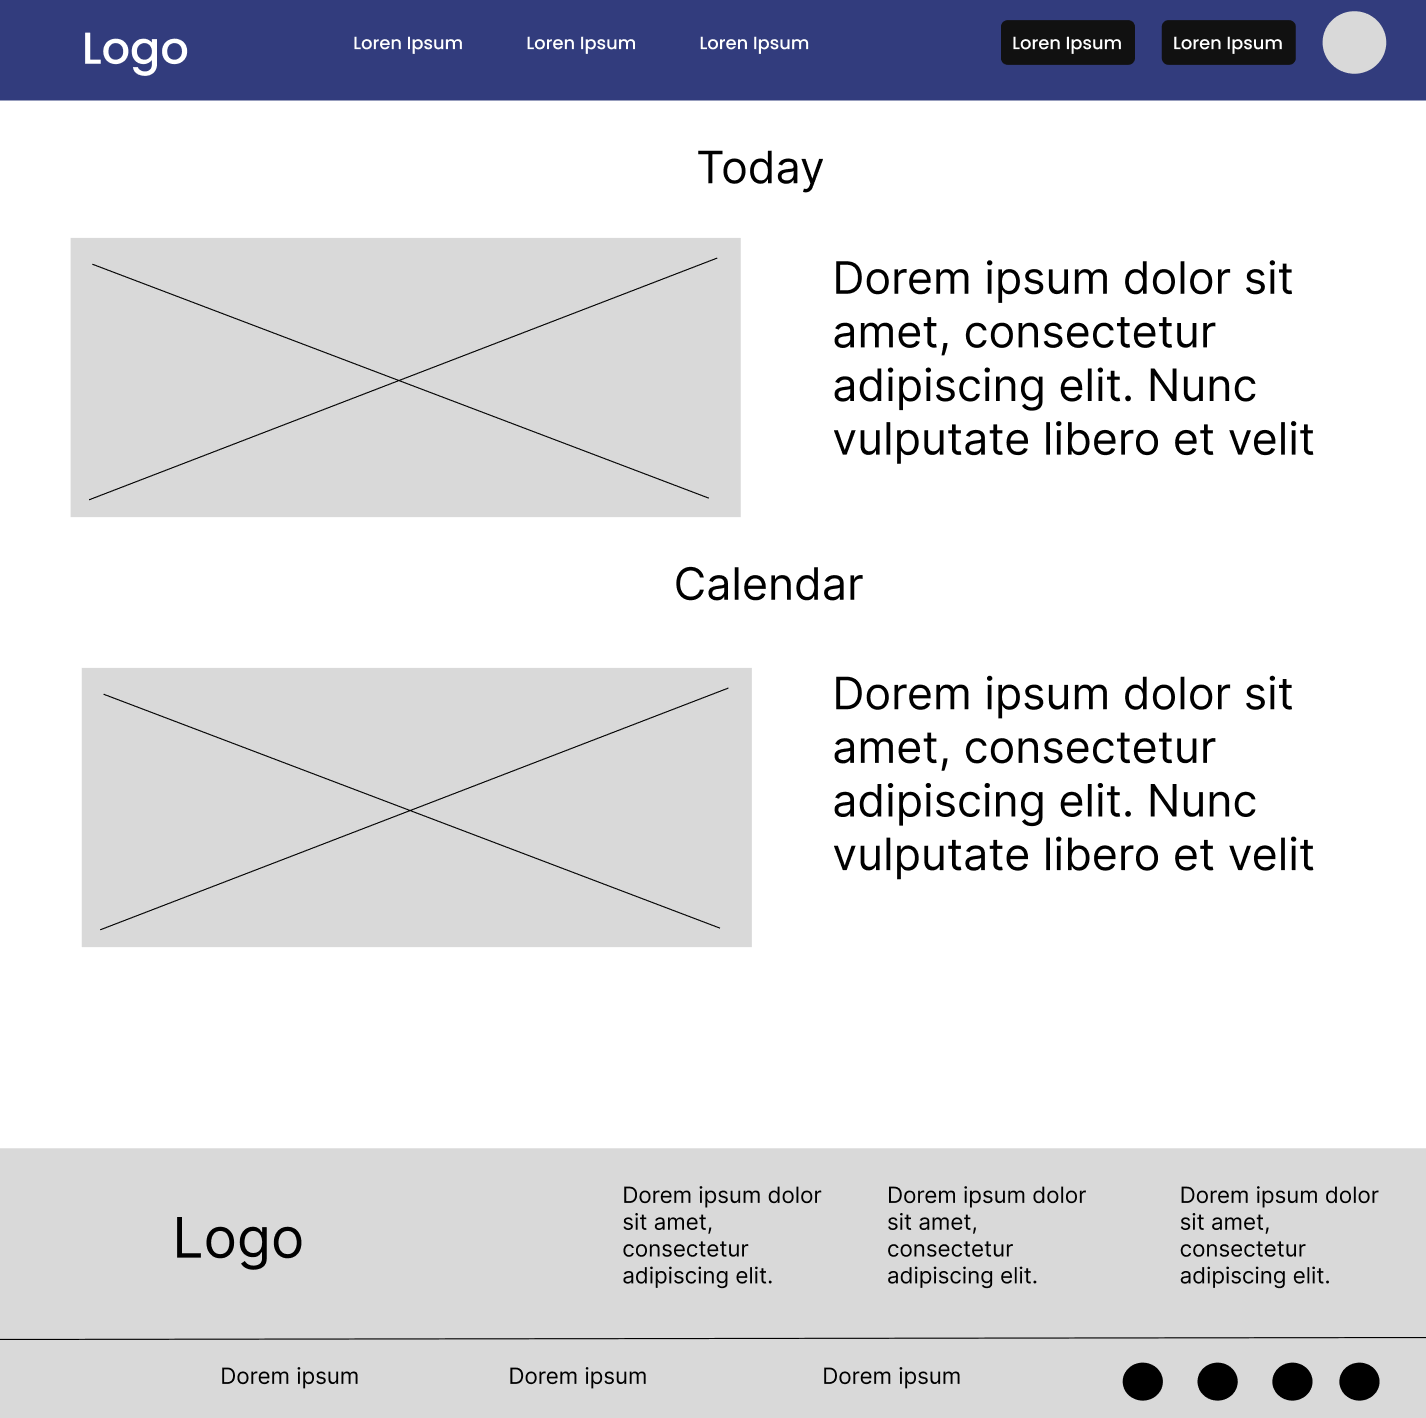 Logo
Loren Ipsum
Loren Ipsum
Loren Ipsum
Loren Ipsum
Loren Ipsum
Today
Dorem ipsum dolor sit
amet, consectetur
adipiscing elit. Nunc
vulputate libero et velit
Calendar
Dorem ipsum dolor sit
amet, consectetur
adipiscing elit. Nunc
vulputate libero et velit
Logo
Dorem ipsum dolor
sit amet,
consectetur
adipiscing elit.
Dorem ipsum dolor
sit amet,
consectetur
adipiscing elit.
Dorem ipsum dolor
sit amet,
consectetur
adipiscing elit.
Dorem ipsum
Dorem ipsum
Dorem ipsum